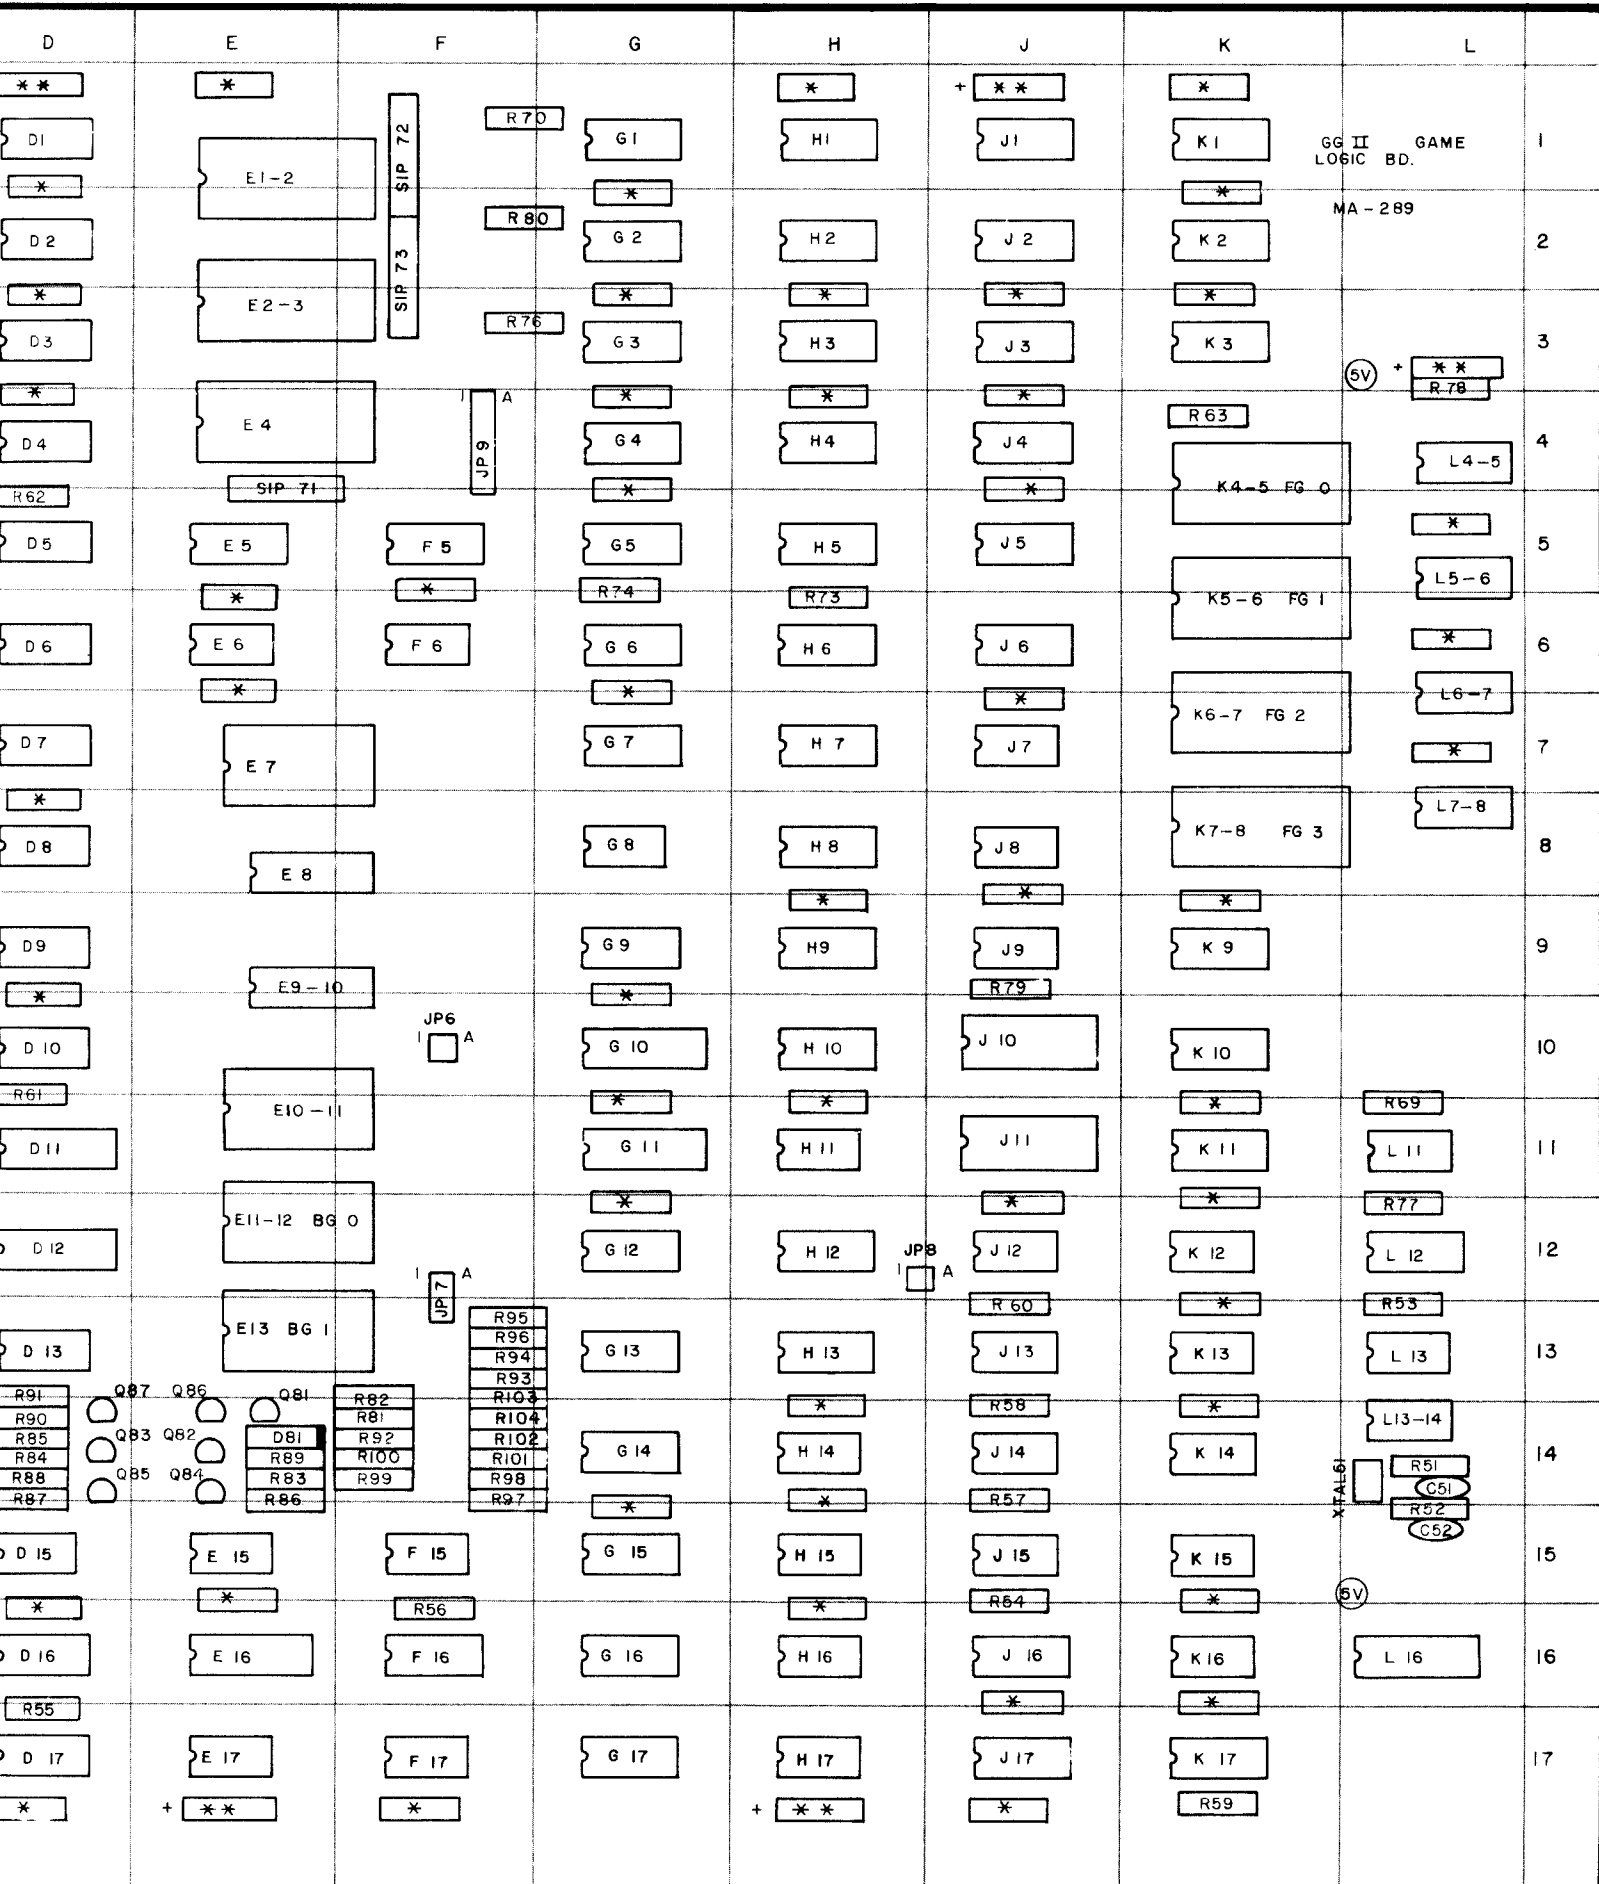 D E F G H J K L
** * * + ** *
R70
D1 SIP 72 G1 H1 J1 K1 GG II GAME 1
LOGIC BD.
E1-2
* * *
R80 MA-289
D2 G2 H2 J2 K2 2
SIP 73
* E2-3 * * * *
R76
D3 G3 H3 J3 K3 3
5V + **
* 1 A * * * R78
E4 R63
D4 JP9 G4 H4 J4 4
L4-5
R62 SIP 71 * * K4-5 FG 0
*
D5 E5 F5 G5 H5 J5 5
L5-6
* * R74 R73 K5-6 FG 1
*
D6 E6 F6 G6 H6 J6 6
* * * L6-7
K6-7 FG 2
D7 E7 G7 H7 J7 * 7
*
L7-8
K7-8 FG 3
D8 G8 H8 J8 8
E8
* * *
D9 G9 H9 J9 K9 9
E9-10 R79
* *
JP6
1 A
D10 G10 H10 J10 K10 10
R61 * * * R69
E10-11
D11 G11 H11 J11 K11 L11 11
* * * R77
E11-12 BG 0
D12 G12 H12 JP8 J12 K12 L12 12
1 A 1 A
JP7
R60 * R53
R95
E13 BG 1
R96
D13 R94 G13 H13 J13 K13 L13 13
R93
R91 Q87 Q86 Q81 R82 R103 * R58 *
R90 R81 R104 L13-14
R85 Q83 Q82 D81 R92 R102
R84 R89 R100 R101 G14 H14 J14 K14 14
R88 Q85 Q84 R83 R99 R98 R51
R87 R86 R97 * * R57 XTAL51 C51
R52
C52
D15 E15 F15 G15 H15 J15 K15 15
* * R56 * R54 * 5V
D16 E16 F16 G16 H16 J16 K16 L16 16
R55 * *
D17 E17 F17 G17 H17 J17 K17 17
* + ** * + ** * R59